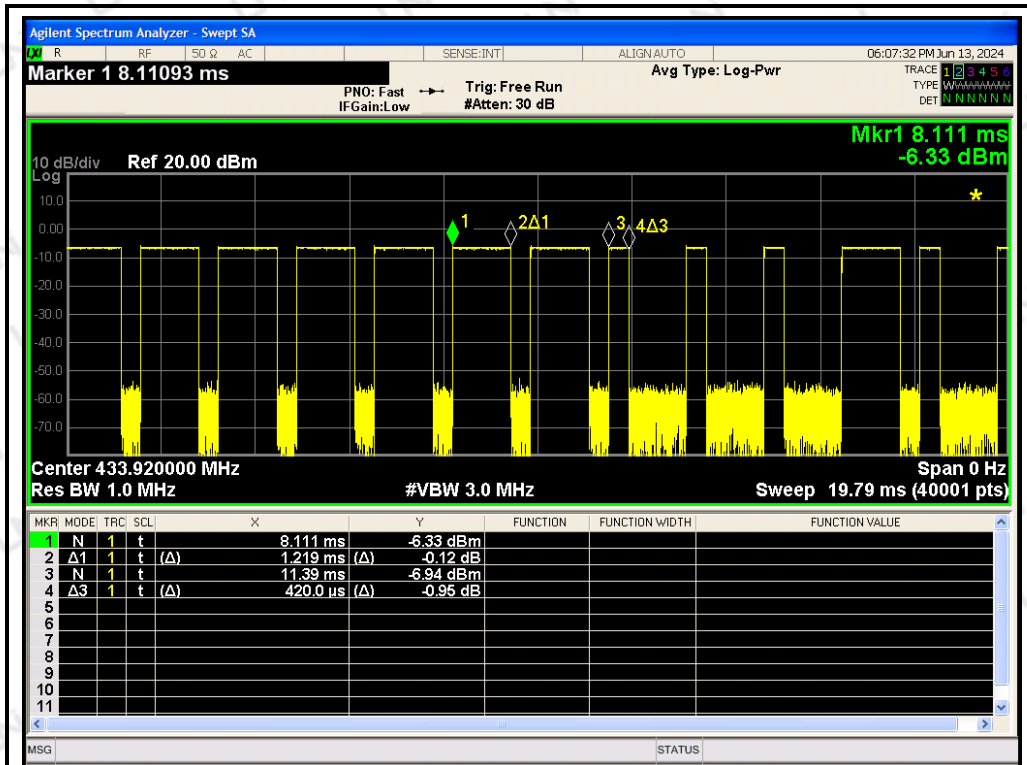 Agilent Spectrum Analyzer - Swept SA
LXI R RF 50 Ω AC SENSE:INT ALIGN AUTO 06:07:32 PM Jun 13, 2024
Marker 1 8.11093 ms
PNO: Fast
IFGain:Low
Trig: Free Run
#Atten: 30 dB
Avg Type: Log-Pwr
TRACE 1 2 3 4 5 6
TYPE
DET N N N N N N
Mkr1 8.111 ms
-6.33 dBm
10 dB/div Ref 20.00 dBm
Log
10.0
0.00
-10.0
-20.0
-30.0
-40.0
-50.0
-60.0
-70.0
1 2Δ1 3 4Δ3
*
Center 433.920000 MHz Span 0 Hz
Res BW 1.0 MHz #VBW 3.0 MHz Sweep 19.79 ms (40001 pts)
MKR MODE TRC SCL X Y FUNCTION FUNCTION WIDTH FUNCTION VALUE
1 N 1 t 8.111 ms -6.33 dBm
2 Δ1 1 t (Δ) 1.219 ms (Δ) -0.12 dB
3 N 1 t 11.39 ms -6.94 dBm
4 Δ3 1 t (Δ) 420.0 µs (Δ) -0.95 dB
5
6
7
8
9
10
11
MSG STATUS